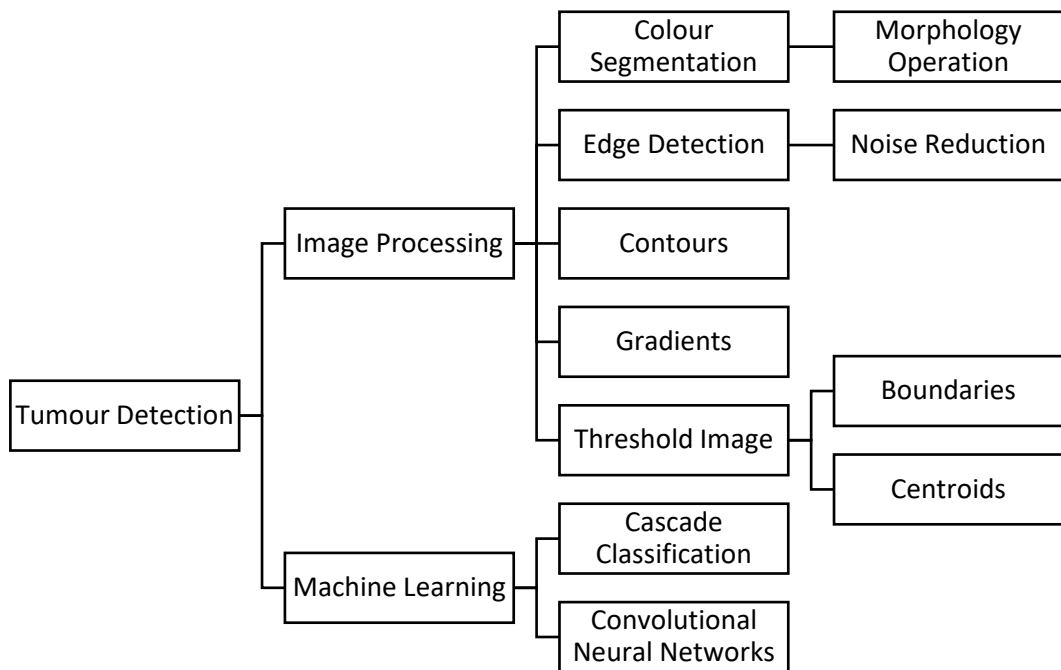 Colour
Segmentation
Morphology
Operation
Edge Detection
Noise Reduction
Image Processing
Contours
Gradients
Tumour Detection
Threshold Image
Boundaries
Centroids
Machine Learning
Cascade
Classification
Convolutional
Neural Networks